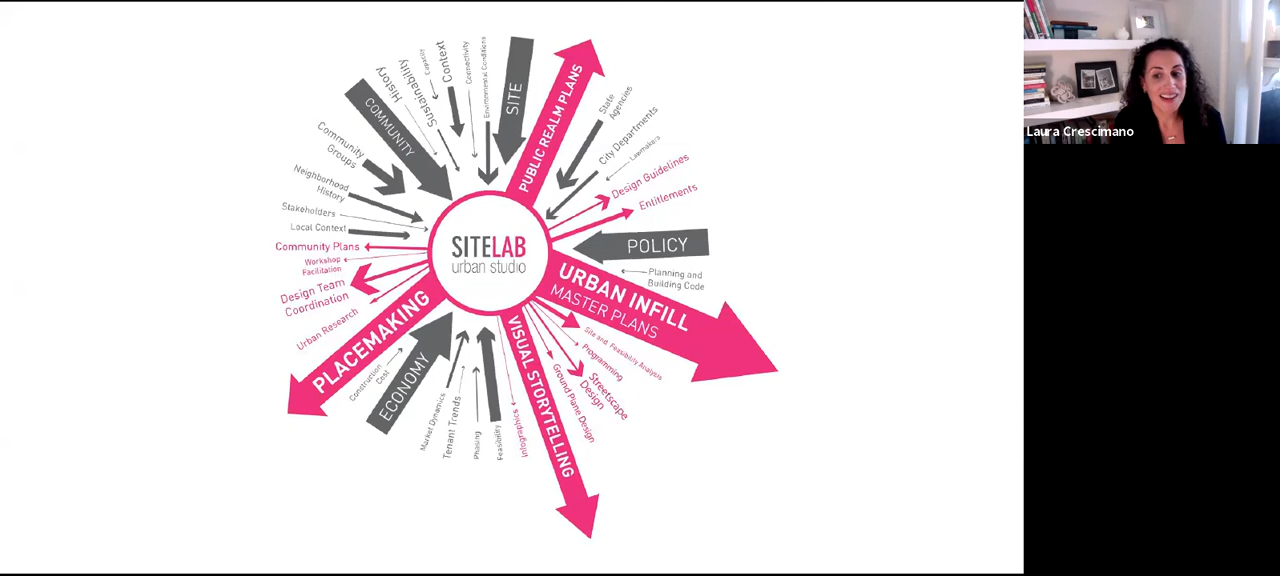 SITELAB
urban studio
COMMUNITY
History
Sustainability
Capacity
Context
Connectivity
Environmental Conditions
SITE
PUBLIC REALM PLANS
State
Agencies
City Departments
Lawmakers
Design Guidelines
Entitlements
POLICY
Planning and
Building Code
URBAN INFILL
MASTER PLANS
Site and Feasibility Analysis
Programming
Streetscape
Design
Ground Plane Design
VISUAL STORYTELLING
Infographics
Feasibility
Phasing
Tenant Trends
Market Dynamics
ECONOMY
Construction
Cost
PLACEMAKING
Urban Research
Design Team
Coordination
Workshop
Facilitation
Community Plans
Local Context
Stakeholders
Neighborhood
History
Community
Groups
Laura Crescimano